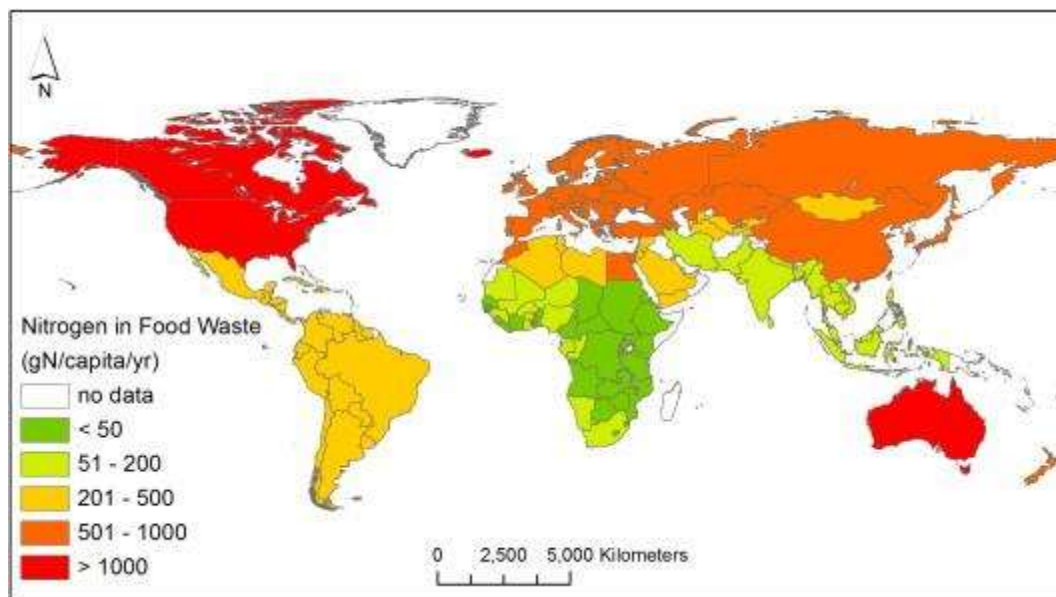 N
Nitrogen in Food Waste
(gN/capita/yr)
no data
< 50
51 - 200
201 - 500
501 - 1000
> 1000
0 2,500 5,000 Kilometers